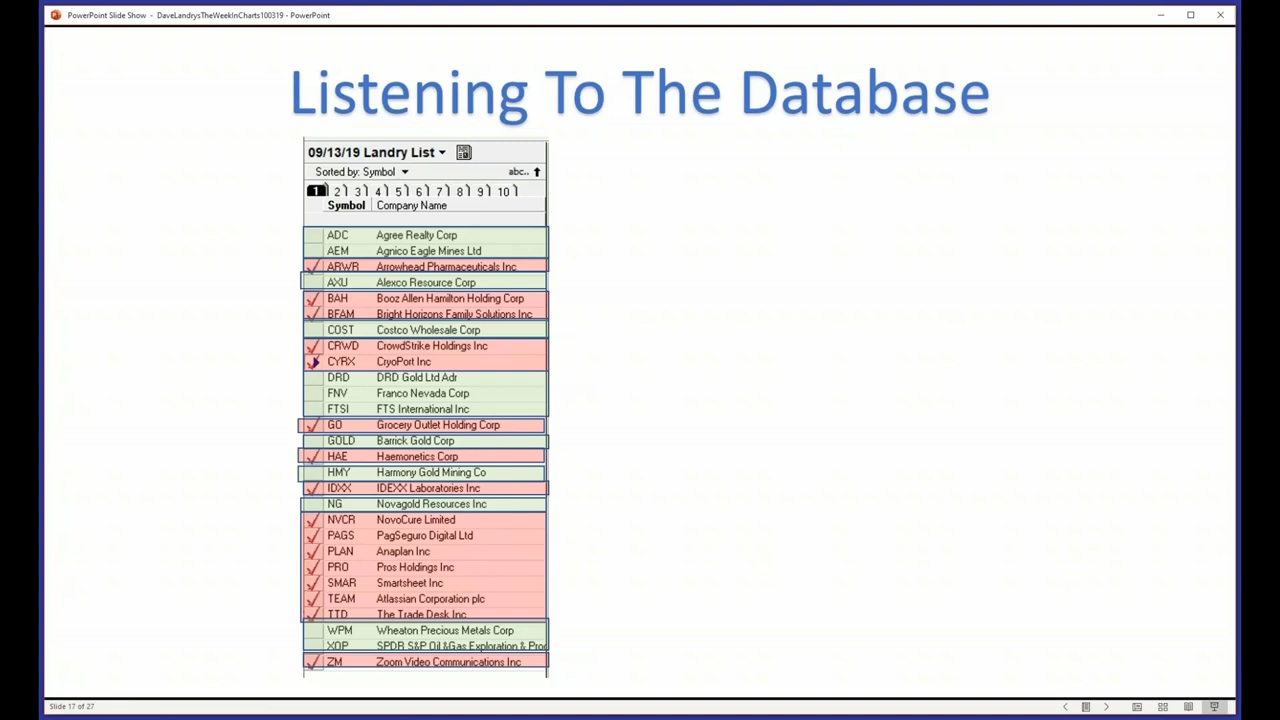 PowerPoint Slide Show - DaveLandrysTheWeekInCharts100319 - PowerPoint
Listening To The Database
09/13/19 Landry List
Sorted by: Symbol abc..
1 2 3 4 5 6 7 8 9 10
Symbol Company Name
ADC Agree Realty Corp
AEM Agnico Eagle Mines Ltd
ARWR Arrowhead Pharmaceuticals Inc
AXU Alexco Resource Corp
BAH Booz Allen Hamilton Holding Corp
BFAM Bright Horizons Family Solutions Inc
COST Costco Wholesale Corp
CRWD CrowdStrike Holdings Inc
CYRX CryoPort Inc
DRD DRD Gold Ltd Adr
FNV Franco Nevada Corp
FTSI FTS International Inc
GO Grocery Outlet Holding Corp
GOLD Barrick Gold Corp
HAE Haemonetics Corp
HMY Harmony Gold Mining Co
IDXX IDEXX Laboratories Inc
NG Novagold Resources Inc
NVCR NovoCure Limited
PAGS PagSeguro Digital Ltd
PLAN Anaplan Inc
PRO Pros Holdings Inc
SMAR Smartsheet Inc
TEAM Atlassian Corporation plc
TTD The Trade Desk Inc
WPM Wheaton Precious Metals Corp
XOP SPDR S&P Oil &Gas Exploration & Pro
ZM Zoom Video Communications Inc
Slide 17 of 27